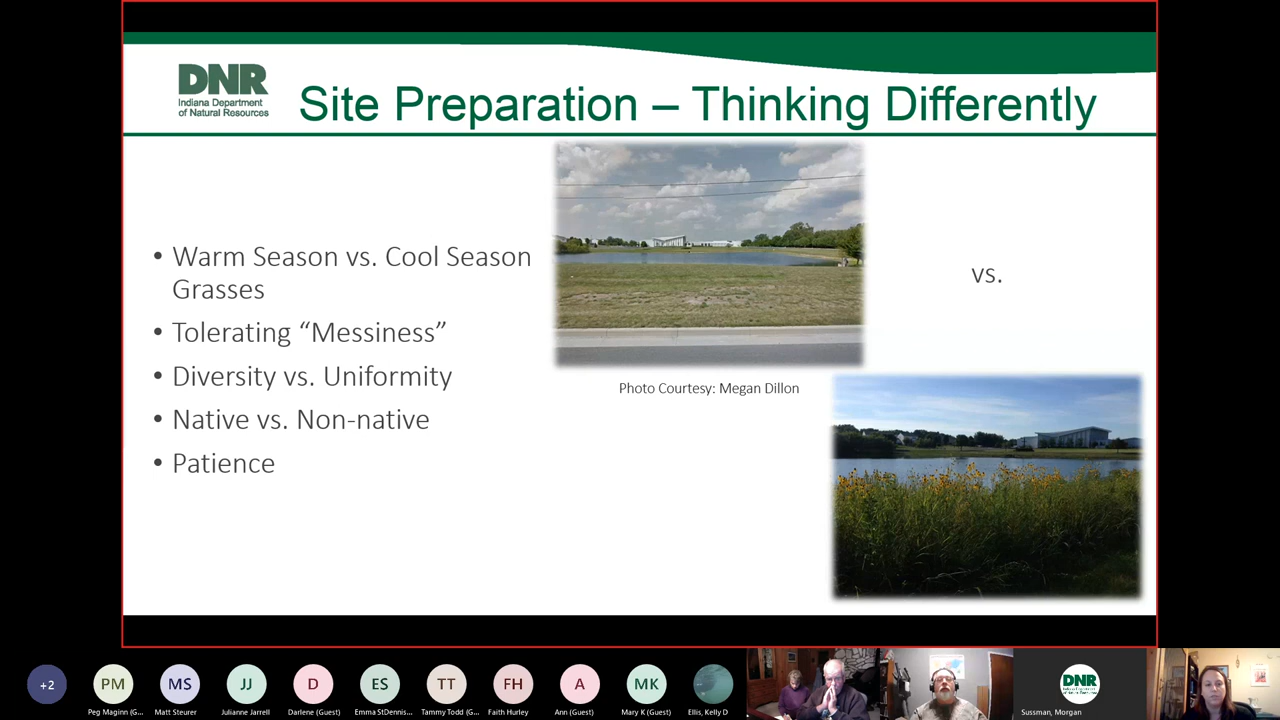 DNR
Indiana Department
of Natural Resources
Site Preparation – Thinking Differently
• Warm Season vs. Cool Season
Grasses
• Tolerating “Messiness”
• Diversity vs. Uniformity
• Native vs. Non-native
• Patience
vs.
Photo Courtesy: Megan Dillon
+2
PM
MS
JJ
D
ES
TT
FH
A
MK
DNR
Peg Maginn (G...
Matt Steurer
Julianne Jarrell
Darlene (Guest)
Emma StDennis...
Tammy Todd (G...
Faith Hurley
Ann (Guest)
Mary K (Guest)
Ellis, Kelly D
Sussman, Morgan